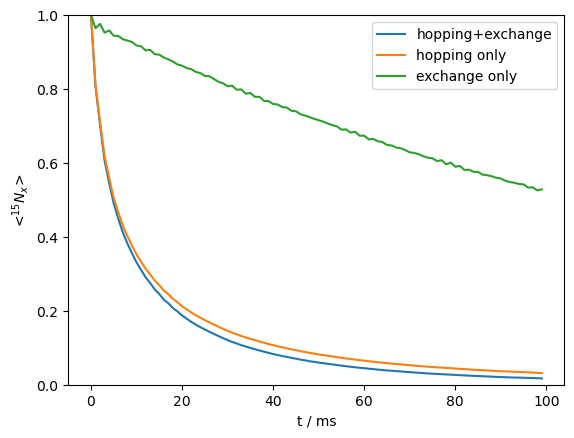 hopping+exchange
hopping only
exchange only
1.0
0.8
0.6
0.4
0.2
0.0
<¹⁵Nₓ>
0 20 40 60 80 100
t / ms